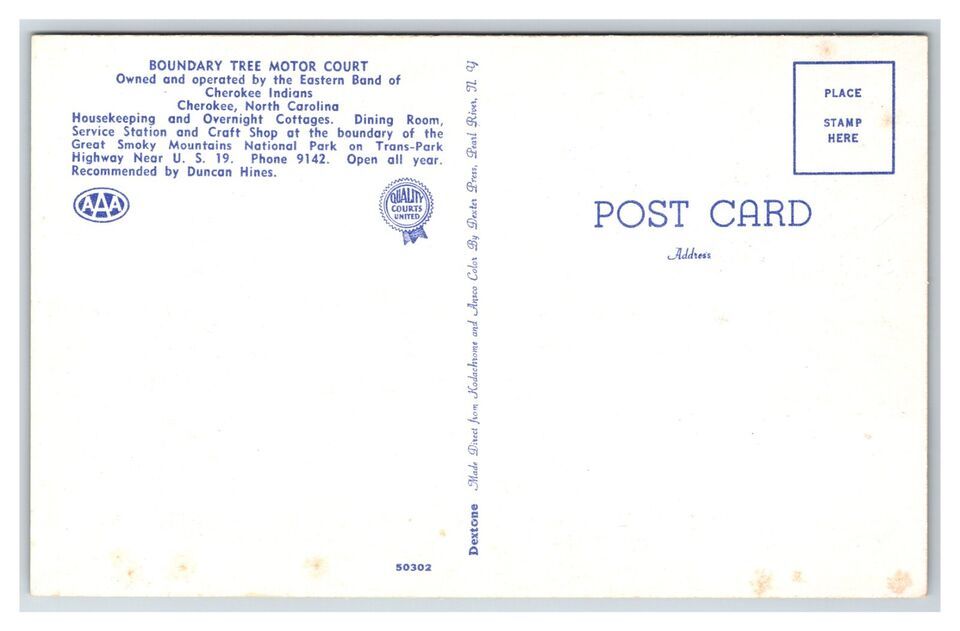 BOUNDARY TREE MOTOR COURT
Owned and operated by the Eastern Band of
Cherokee Indians
Cherokee, North Carolina
Housekeeping and Overnight Cottages. Dining Room,
Service Station and Craft Shop at the boundary of the
Great Smoky Mountains National Park on Trans-Park
Highway Near U. S. 19. Phone 9142. Open all year.
Recommended by Duncan Hines.
AAA
QUALITY
COURTS
UNITED
50302
Dextone Made Direct from Kodachrome and Ansco Color By Dexter Press, Pearl River, N. Y
PLACE
STAMP
HERE
POST CARD
Address